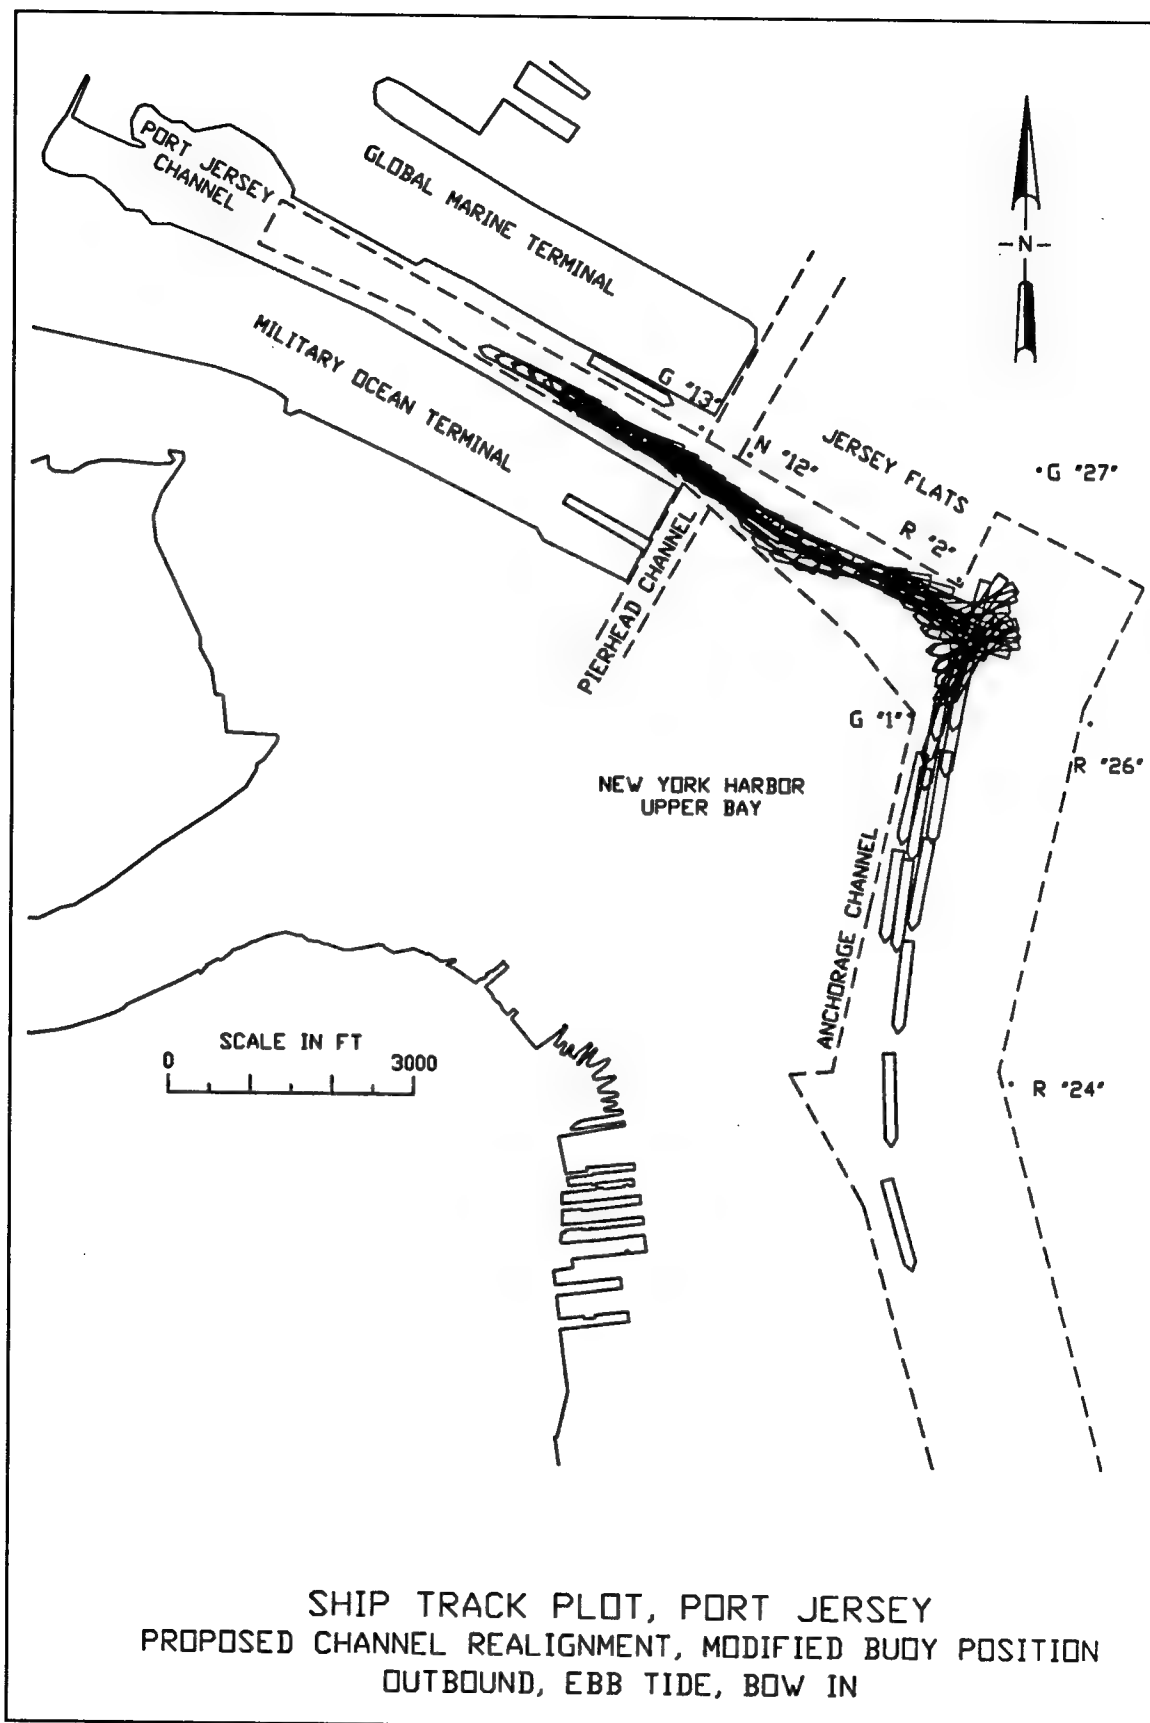 PORT JERSEY
CHANNEL
GLOBAL MARINE TERMINAL
MILITARY OCEAN TERMINAL
G "13"
N "12"
JERSEY FLATS
R "2"
G "27"
-N-
PIERHEAD CHANNEL
G "1"
R "26"
NEW YORK HARBOR
UPPER BAY
ANCHORAGE CHANNEL
SCALE IN FT
0 3000
R "24"
SHIP TRACK PLOT, PORT JERSEY
PROPOSED CHANNEL REALIGNMENT, MODIFIED BUOY POSITION
OUTBOUND, EBB TIDE, BOW IN